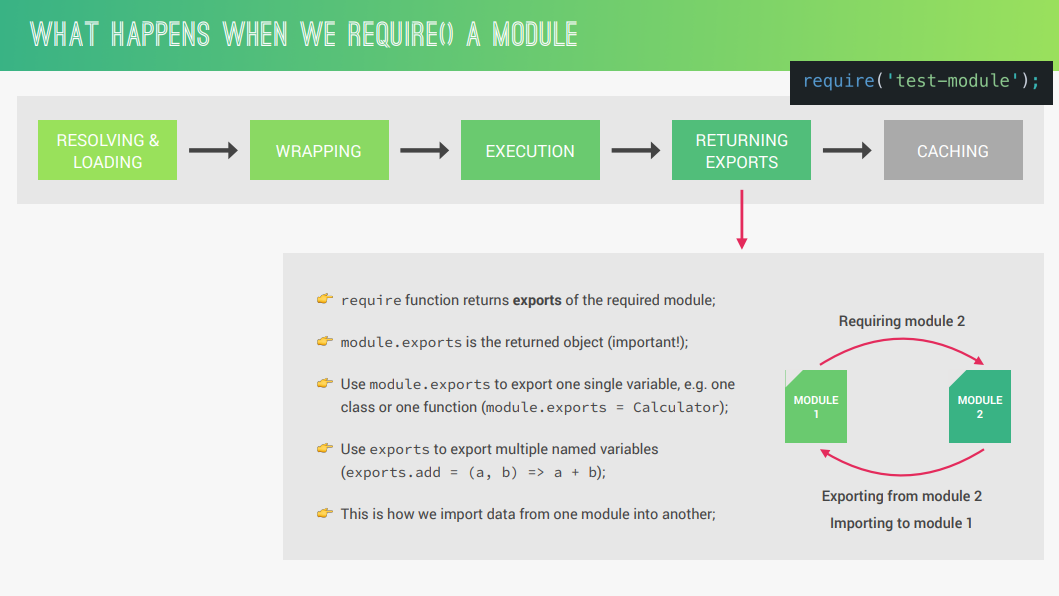 WHAT HAPPENS WHEN WE REQUIRE() A MODULE
require('test-module');
RESOLVING &
LOADING
WRAPPING
EXECUTION
RETURNING
EXPORTS
CACHING
👉 require function returns exports of the required module;
👉 module.exports is the returned object (important!);
👉 Use module.exports to export one single variable, e.g. one
class or one function (module.exports = Calculator);
👉 Use exports to export multiple named variables
(exports.add = (a, b) => a + b);
👉 This is how we import data from one module into another;
Requiring module 2
MODULE
1
MODULE
2
Exporting from module 2
Importing to module 1